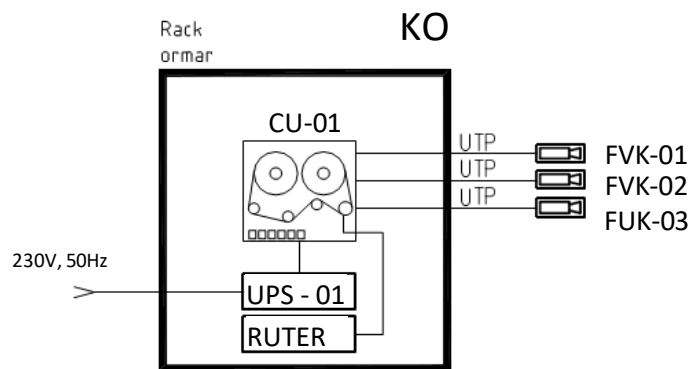 Rack
ormar
KO
CU-01
UTP
FVK-01
UTP
FVK-02
UTP
FUK-03
230V, 50Hz
UPS - 01
RUTER